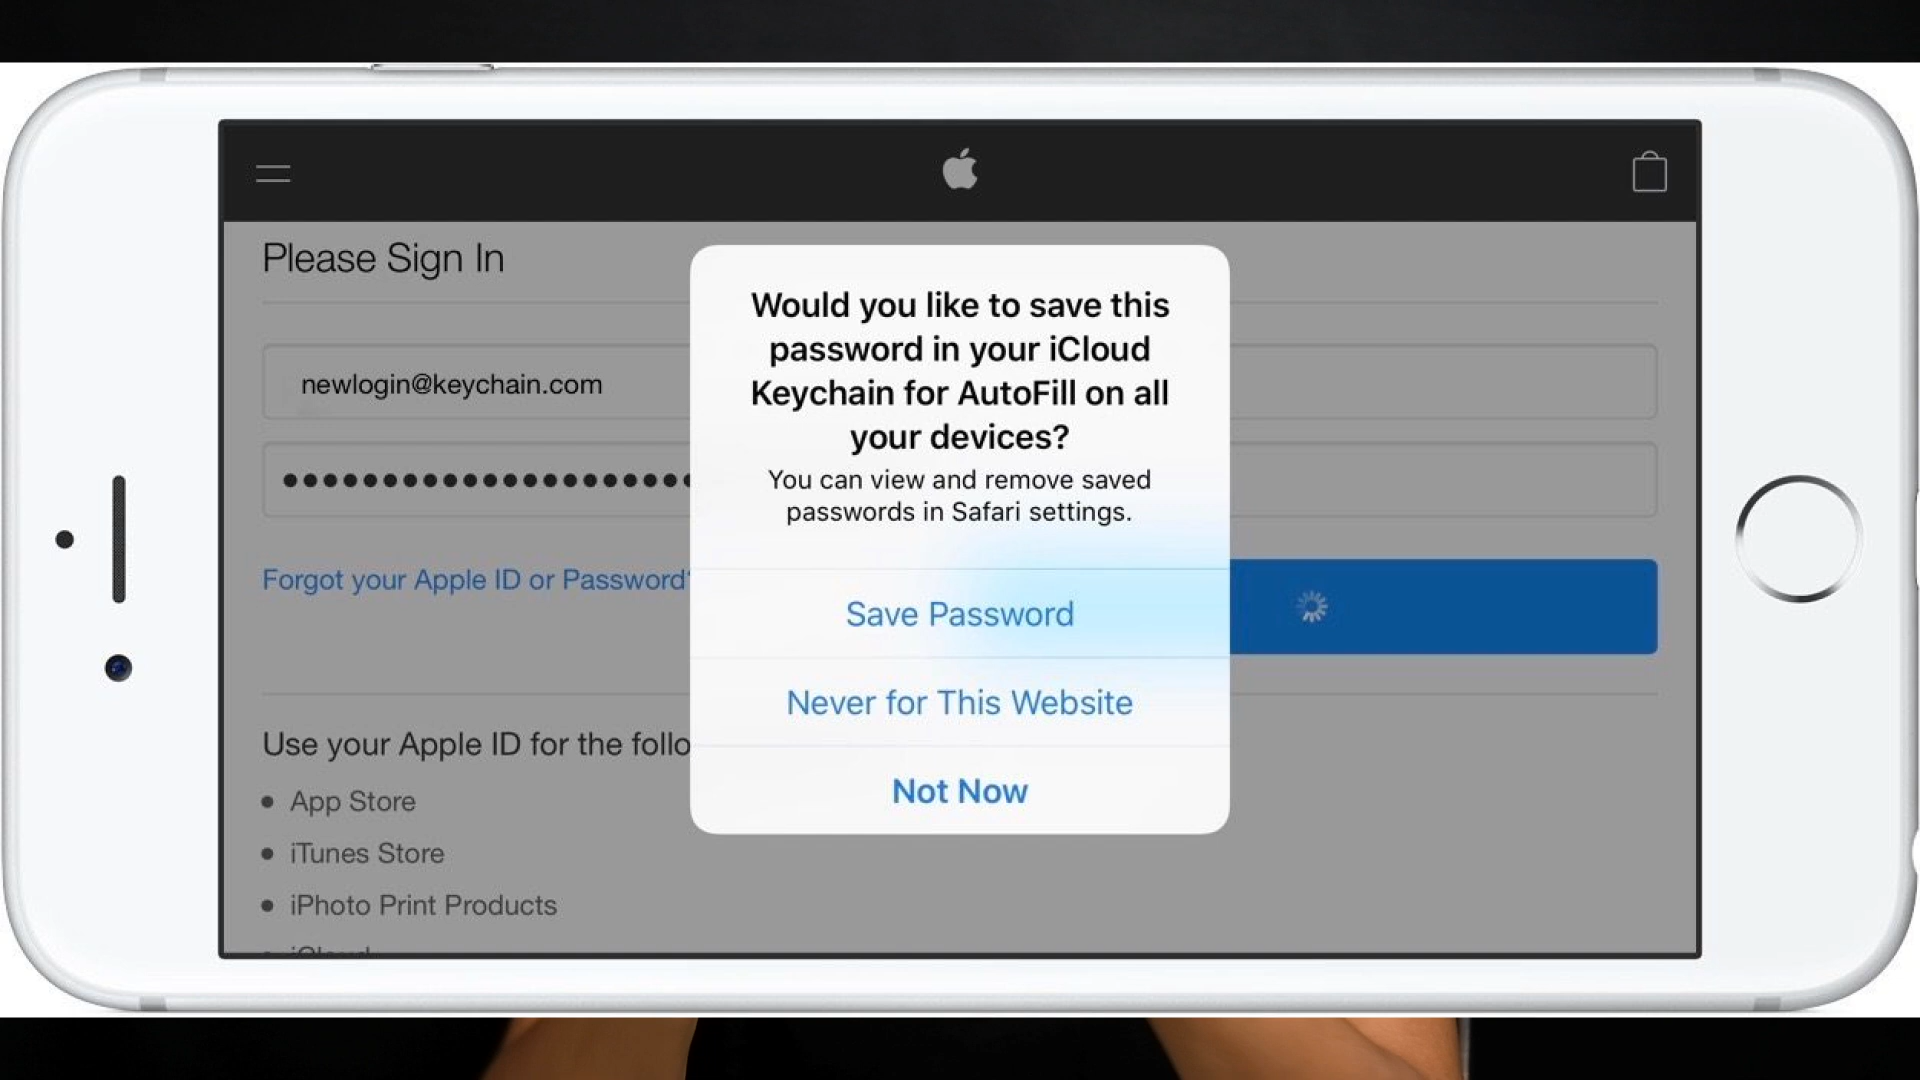 Please Sign In
newlogin@keychain.com
Forgot your Apple ID or Password?
Use your Apple ID for the follo
App Store
iTunes Store
iPhoto Print Products
iCloud
Would you like to save this
password in your iCloud
Keychain for AutoFill on all
your devices?
You can view and remove saved
passwords in Safari settings.
Save Password
Never for This Website
Not Now